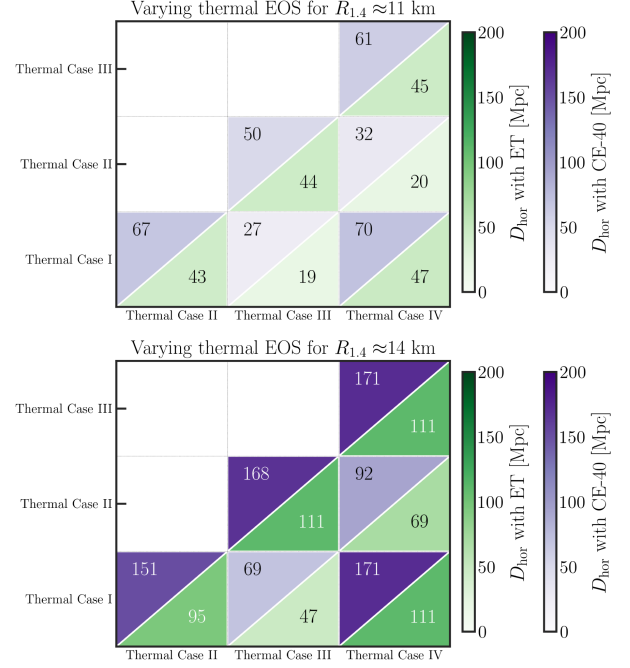 Varying thermal EOS for R₁.₄ ≈11 km
Thermal Case III
61
45
Thermal Case II
50
44
32
20
Thermal Case I
67
43
27
19
70
47
Thermal Case II
Thermal Case III
Thermal Case IV
200
150
100
50
0
D_hor with ET [Mpc]
200
150
100
50
0
D_hor with CE-40 [Mpc]
Varying thermal EOS for R₁.₄ ≈14 km
Thermal Case III
171
111
Thermal Case II
168
111
92
69
Thermal Case I
151
95
69
47
171
111
Thermal Case II
Thermal Case III
Thermal Case IV
200
150
100
50
0
D_hor with ET [Mpc]
200
150
100
50
0
D_hor with CE-40 [Mpc]